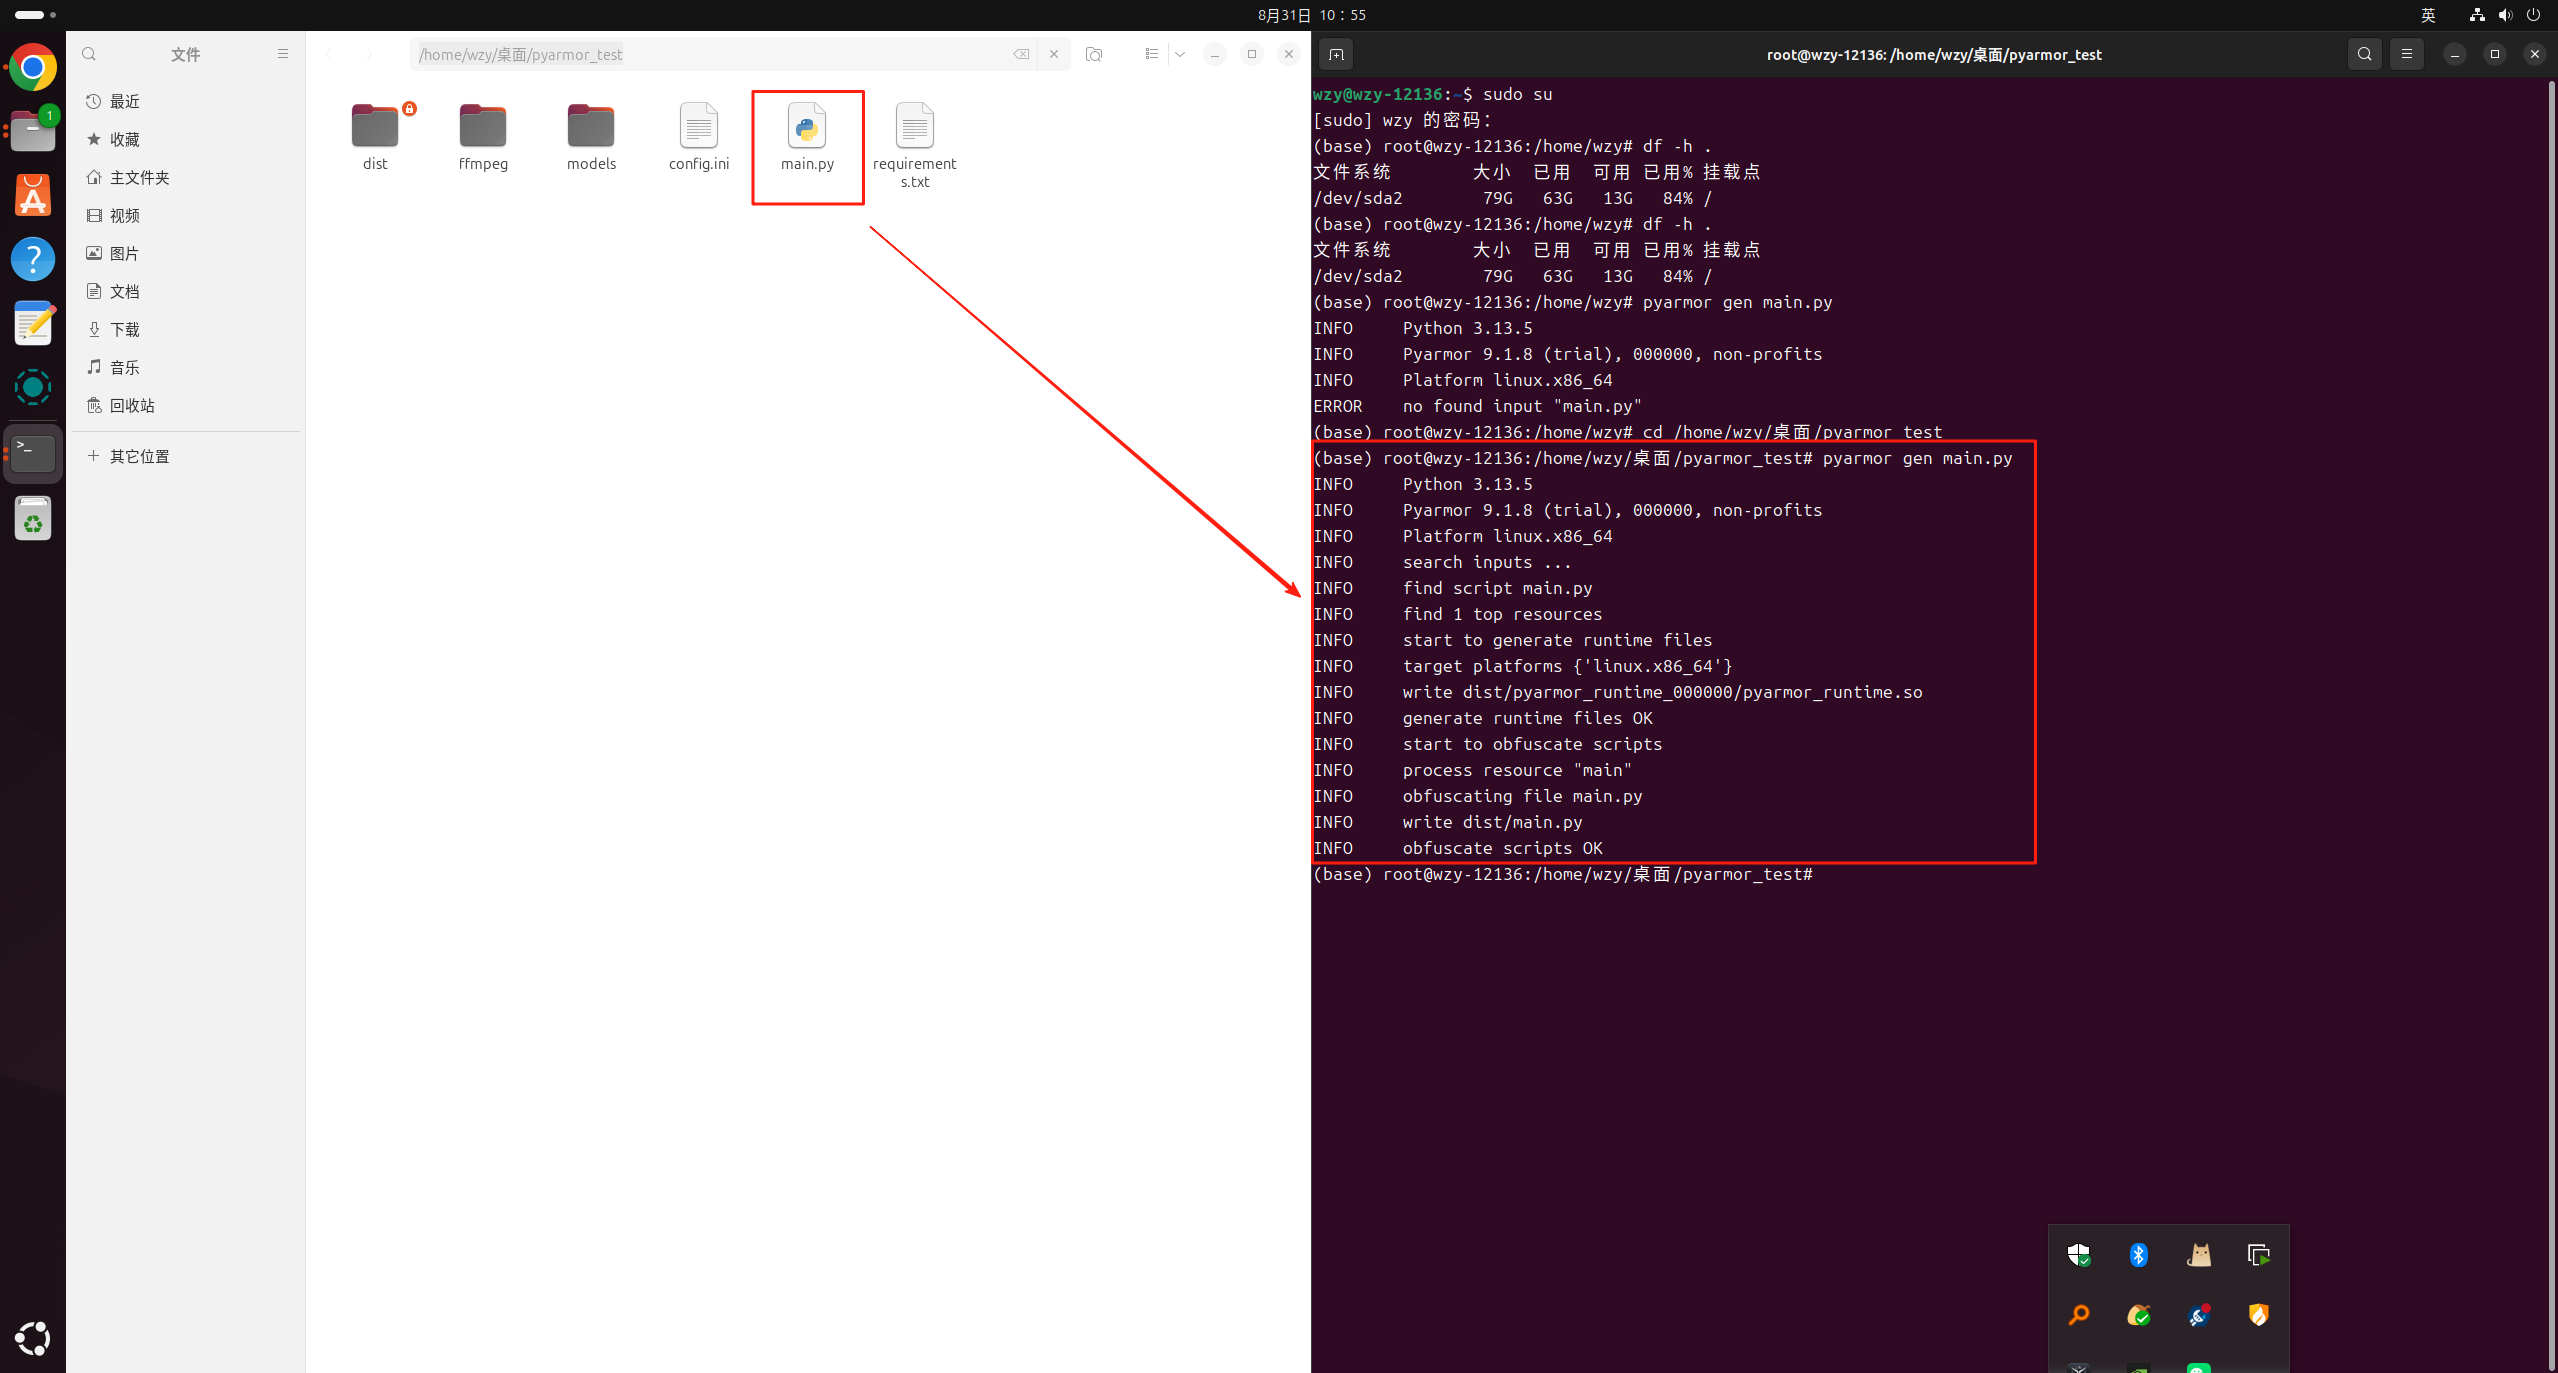 8月31日 10：55
英
文件
/home/wzy/桌面/pyarmor_test
最近
收藏
主文件夹
视频
图片
文档
下载
音乐
回收站
其它位置
1
dist
ffmpeg
models
config.ini
main.py
requirement
s.txt
root@wzy-12136: /home/wzy/桌面/pyarmor_test
wzy@wzy-12136:~$ sudo su
[sudo] wzy 的密码：
(base) root@wzy-12136:/home/wzy# df -h .
文件系统 大小 已用 可用 已用% 挂载点
/dev/sda2 79G 63G 13G 84% /
(base) root@wzy-12136:/home/wzy# df -h .
文件系统 大小 已用 可用 已用% 挂载点
/dev/sda2 79G 63G 13G 84% /
(base) root@wzy-12136:/home/wzy# pyarmor gen main.py
INFO Python 3.13.5
INFO Pyarmor 9.1.8 (trial), 000000, non-profits
INFO Platform linux.x86_64
ERROR no found input "main.py"
(base) root@wzy-12136:/home/wzy# cd /home/wzy/桌面/pyarmor_test
(base) root@wzy-12136:/home/wzy/桌面/pyarmor_test# pyarmor gen main.py
INFO Python 3.13.5
INFO Pyarmor 9.1.8 (trial), 000000, non-profits
INFO Platform linux.x86_64
INFO search inputs ...
INFO find script main.py
INFO find 1 top resources
INFO start to generate runtime files
INFO target platforms {'linux.x86_64'}
INFO write dist/pyarmor_runtime_000000/pyarmor_runtime.so
INFO generate runtime files OK
INFO start to obfuscate scripts
INFO process resource "main"
INFO obfuscating file main.py
INFO write dist/main.py
INFO obfuscate scripts OK
(base) root@wzy-12136:/home/wzy/桌面/pyarmor_test#